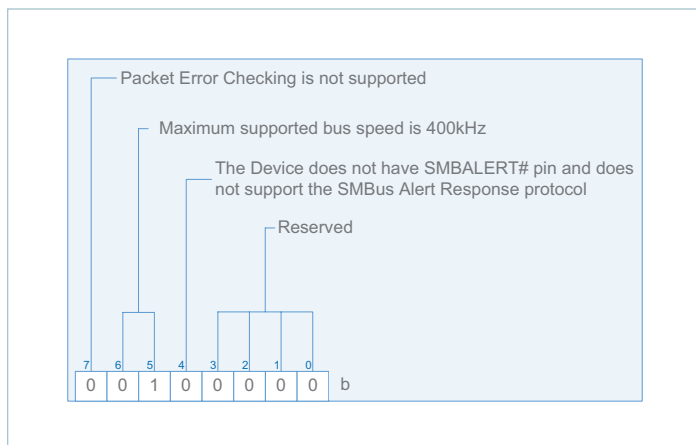 Packet Error Checking is not supported
Maximum supported bus speed is 400kHz
The Device does not have SMBALERT# pin and does
not support the SMBus Alert Response protocol
Reserved
7 6 5 4 3 2 1 0
0 0 1 0 0 0 0 0 b